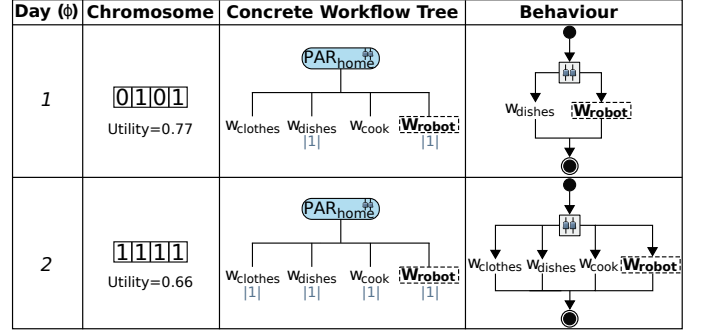 Day (ϕ) Chromosome Concrete Workflow Tree Behaviour
1
0101
Utility=0.77
PARhome
wclothes wdishes wcook wrobot
|1| |1|
wdishes wrobot
2
1111
Utility=0.66
PARhome
wclothes wdishes wcook wrobot
|1| |1| |1| |1|
wclothes wdishes wcook wrobot